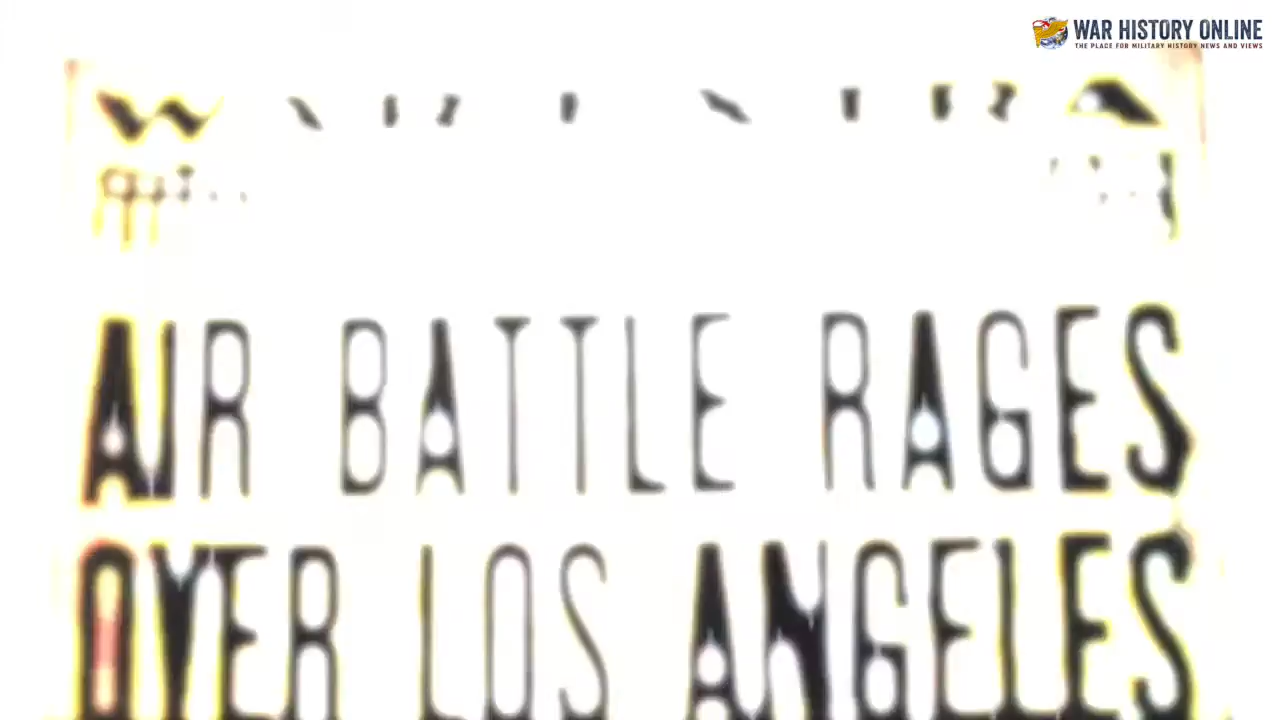 WAR HISTORY ONLINE
THE PLACE FOR MILITARY HISTORY NEWS AND VIEWS
AIR BATTLE RAGES
OVER LOS ANGELES